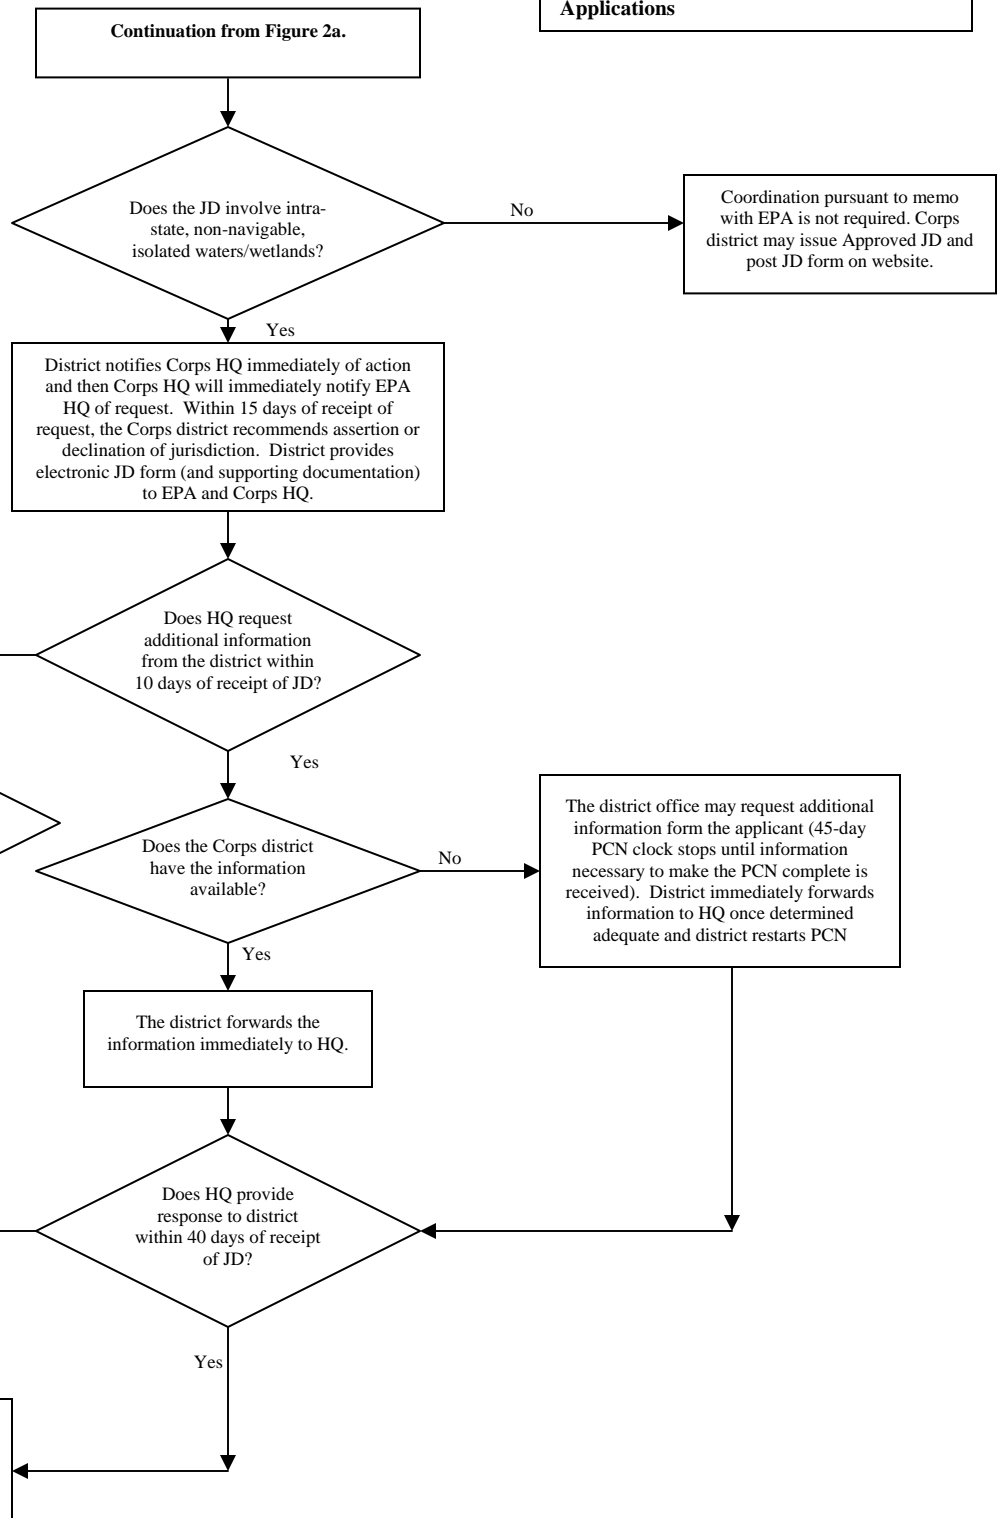 Applications
Continuation from Figure 2a.
Does the JD involve intra-
state, non-navigable,
isolated waters/wetlands?
No
Coordination pursuant to memo
with EPA is not required. Corps
district may issue Approved JD and
post JD form on website.
Yes
District notifies Corps HQ immediately of action
and then Corps HQ will immediately notify EPA
HQ of request.  Within 15 days of receipt of
request, the Corps district recommends assertion or
declination of jurisdiction.  District provides
electronic JD form (and supporting documentation)
to EPA and Corps HQ.
Does HQ request
additional information
from the district within
10 days of receipt of JD?
Yes
Does the Corps district
have the information
available?
No
The district office may request additional
information form the applicant (45-day
PCN clock stops until information
necessary to make the PCN complete is
received).  District immediately forwards
information to HQ once determined
adequate and district restarts PCN
Yes
The district forwards the
information immediately to HQ.
Does HQ provide
response to district
within 40 days of receipt
of JD?
Yes